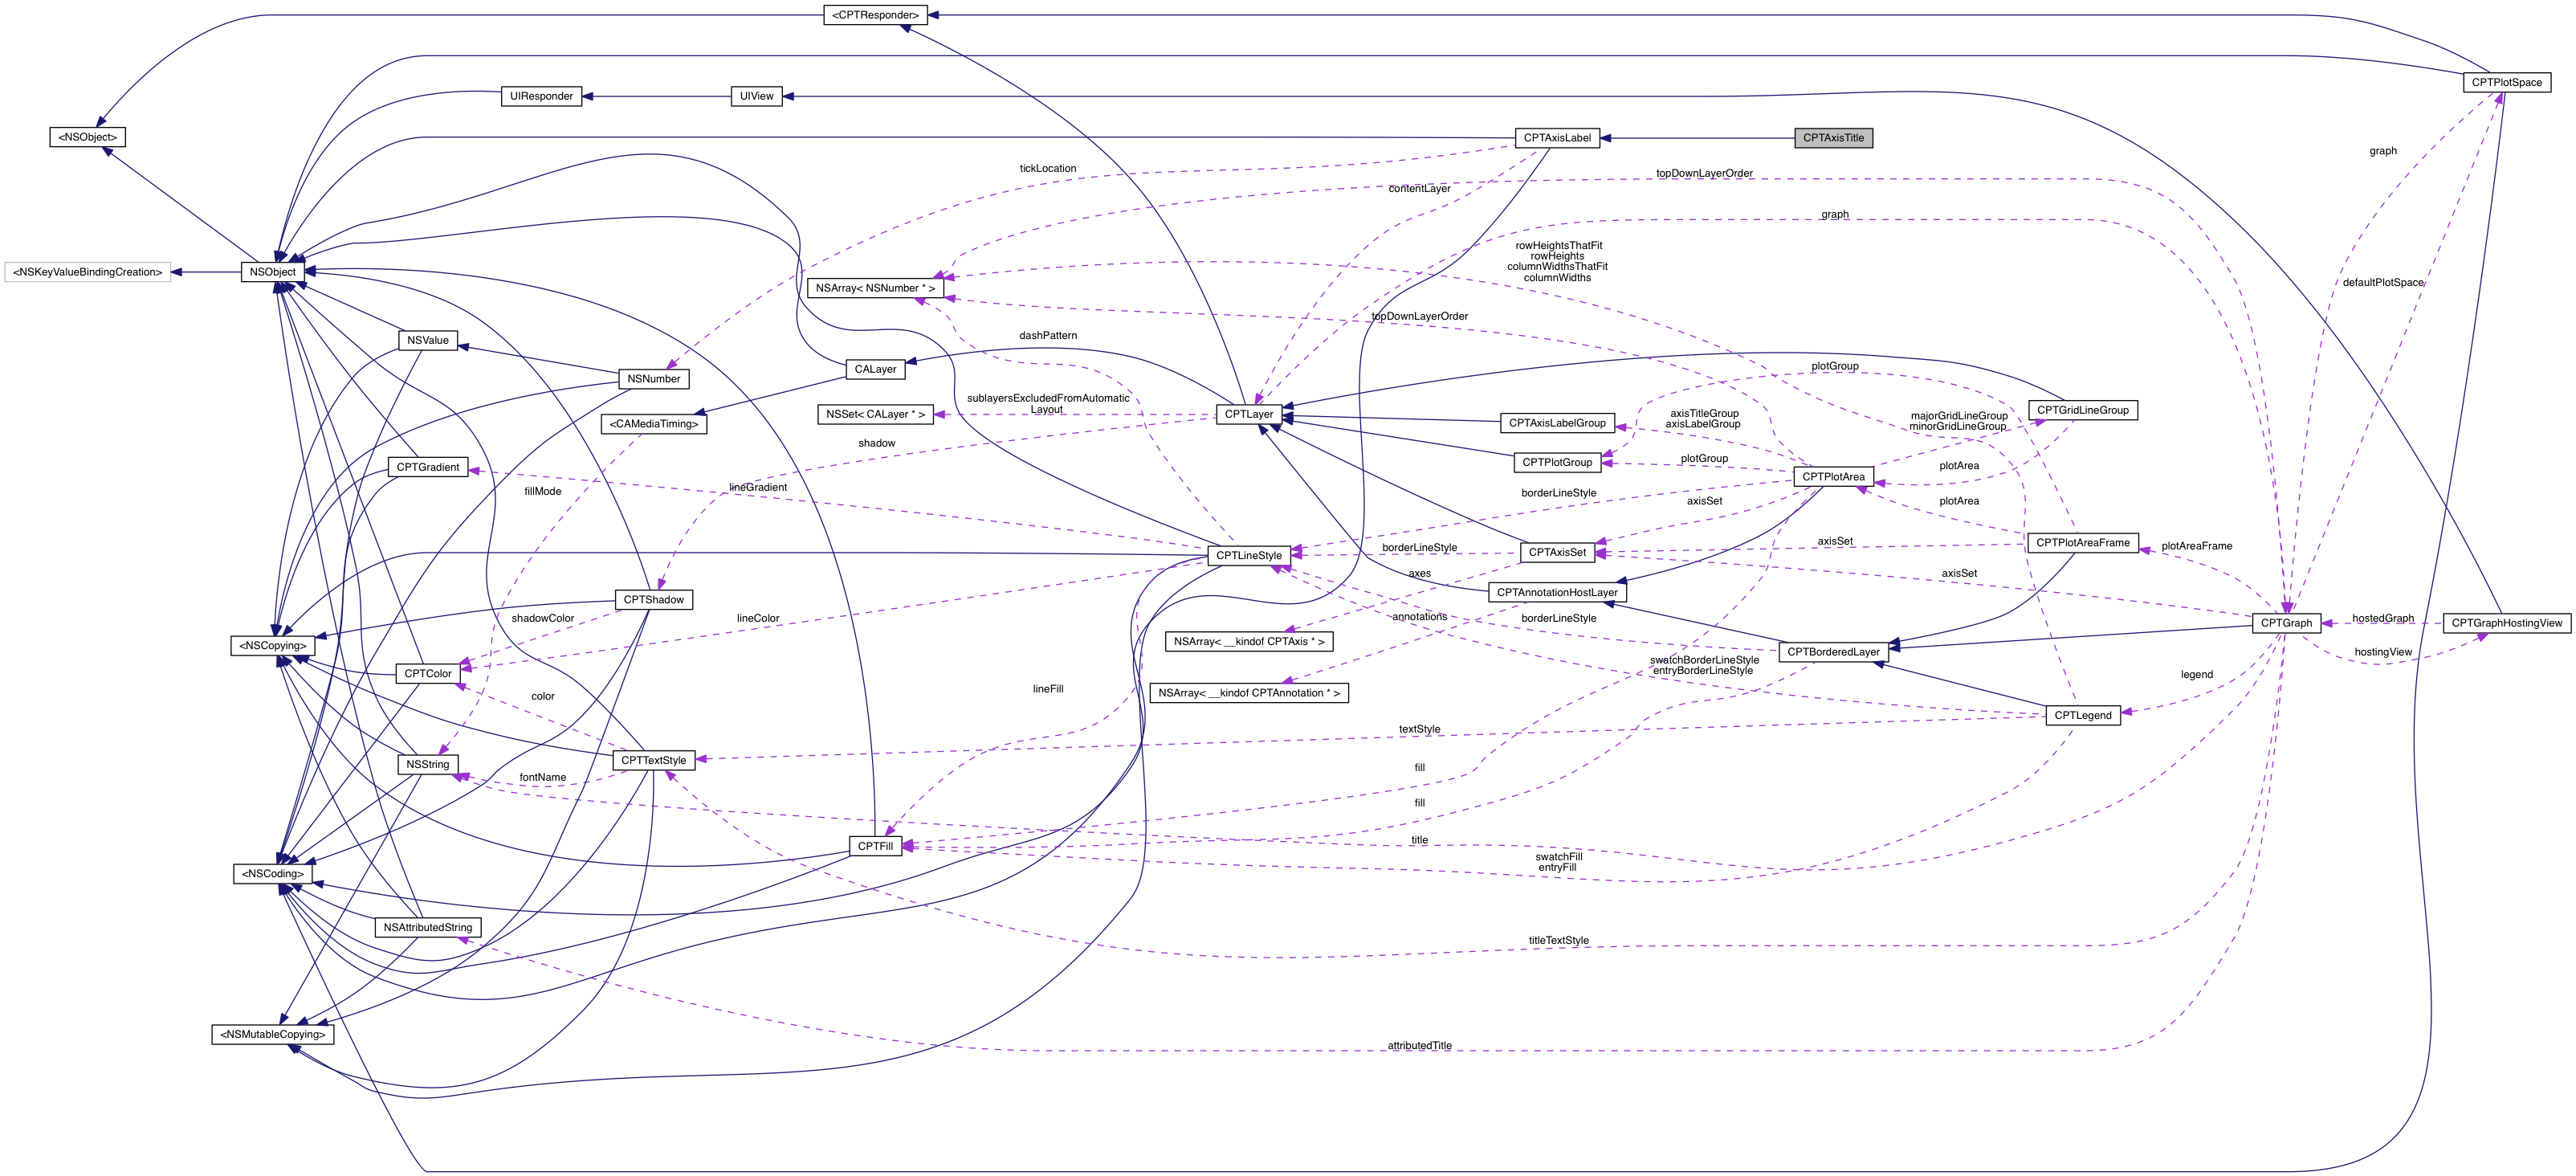 <CPTResponder>
CPTPlotSpace
UIResponder
UIView
<NSObject>
CPTAxisLabel
CPTAxisTitle
graph
tickLocation
topDownLayerOrder
contentLayer
graph
rowHeightsThatFit
rowHeights
columnWidthsThatFit
columnWidths
<NSKeyValueBindingCreation>
NSObject
NSArray< NSNumber * >
defaultPlotSpace
topDownLayerOrder
dashPattern
NSValue
CALayer
plotGroup
NSNumber
sublayersExcludedFromAutomatic
Layout
NSSet< CALayer * >
CPTLayer
<CAMediaTiming>
CPTAxisLabelGroup
axisTitleGroup
axisLabelGroup
majorGridLineGroup
minorGridLineGroup
CPTGridLineGroup
shadow
CPTGradient
CPTPlotGroup
plotGroup
plotArea
CPTPlotArea
fillMode
lineGradient
borderLineStyle
axisSet
plotArea
CPTLineStyle
borderLineStyle
CPTAxisSet
axisSet
CPTPlotAreaFrame
plotAreaFrame
axes
axisSet
CPTShadow
CPTAnnotationHostLayer
shadowColor
lineColor
annotations
borderLineStyle
hostedGraph
CPTGraph
CPTGraphHostingView
<NSCopying>
NSArray< __kindof CPTAxis * >
CPTBorderedLayer
hostingView
CPTColor
swatchBorderLineStyle
entryBorderLineStyle
legend
color
lineFill
NSArray< __kindof CPTAnnotation * >
CPTLegend
textStyle
NSString
CPTTextStyle
fontName
fill
fill
CPTFill
title
swatchFill
entryFill
<NSCoding>
NSAttributedString
titleTextStyle
<NSMutableCopying>
attributedTitle